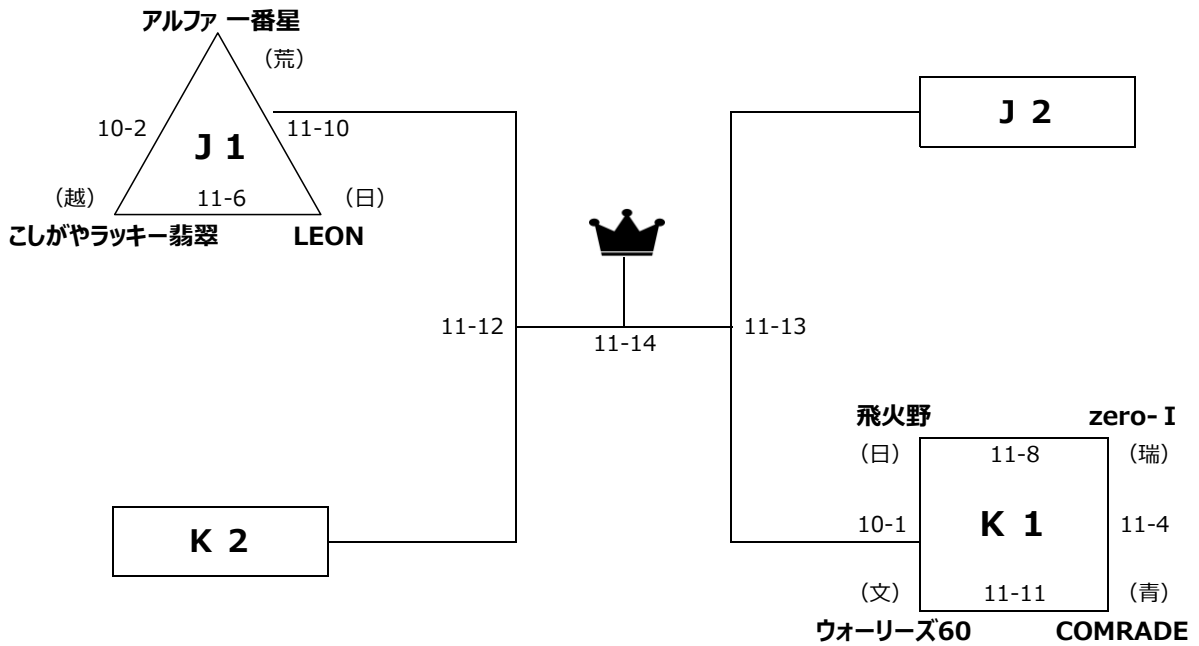 アルファ 一番星
（荒）
10-2
J 1
11-10
（越）
11-6
（日）
こしがやラッキー翡翠
LEON
J 2
11-12
11-14
11-13
飛火野
zero-Ⅰ
（日）
11-8
（瑞）
K 2
10-1
K 1
11-4
（文）
11-11
（青）
ウォーリーズ60
COMRADE